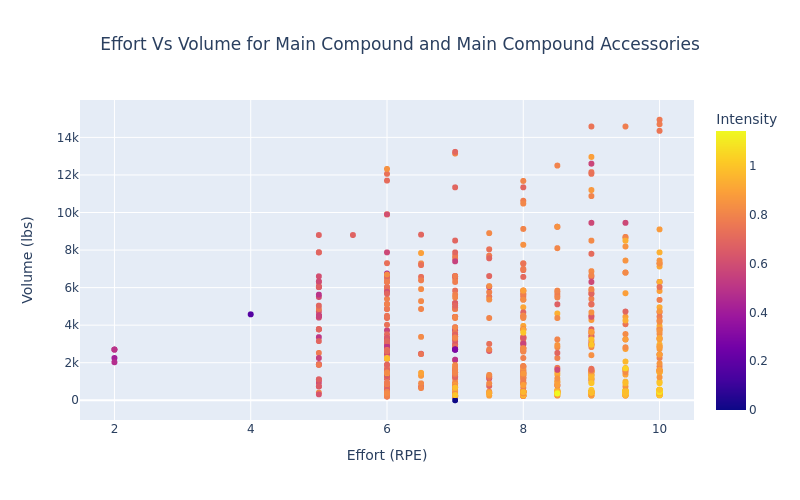 Effort Vs Volume for Main Compound and Main Compound Accessories
Intensity
14k
12k
10k
8k
6k
4k
2k
0
Volume (lbs)
1
0.8
0.6
0.4
0.2
0
2
4
6
8
10
Effort (RPE)